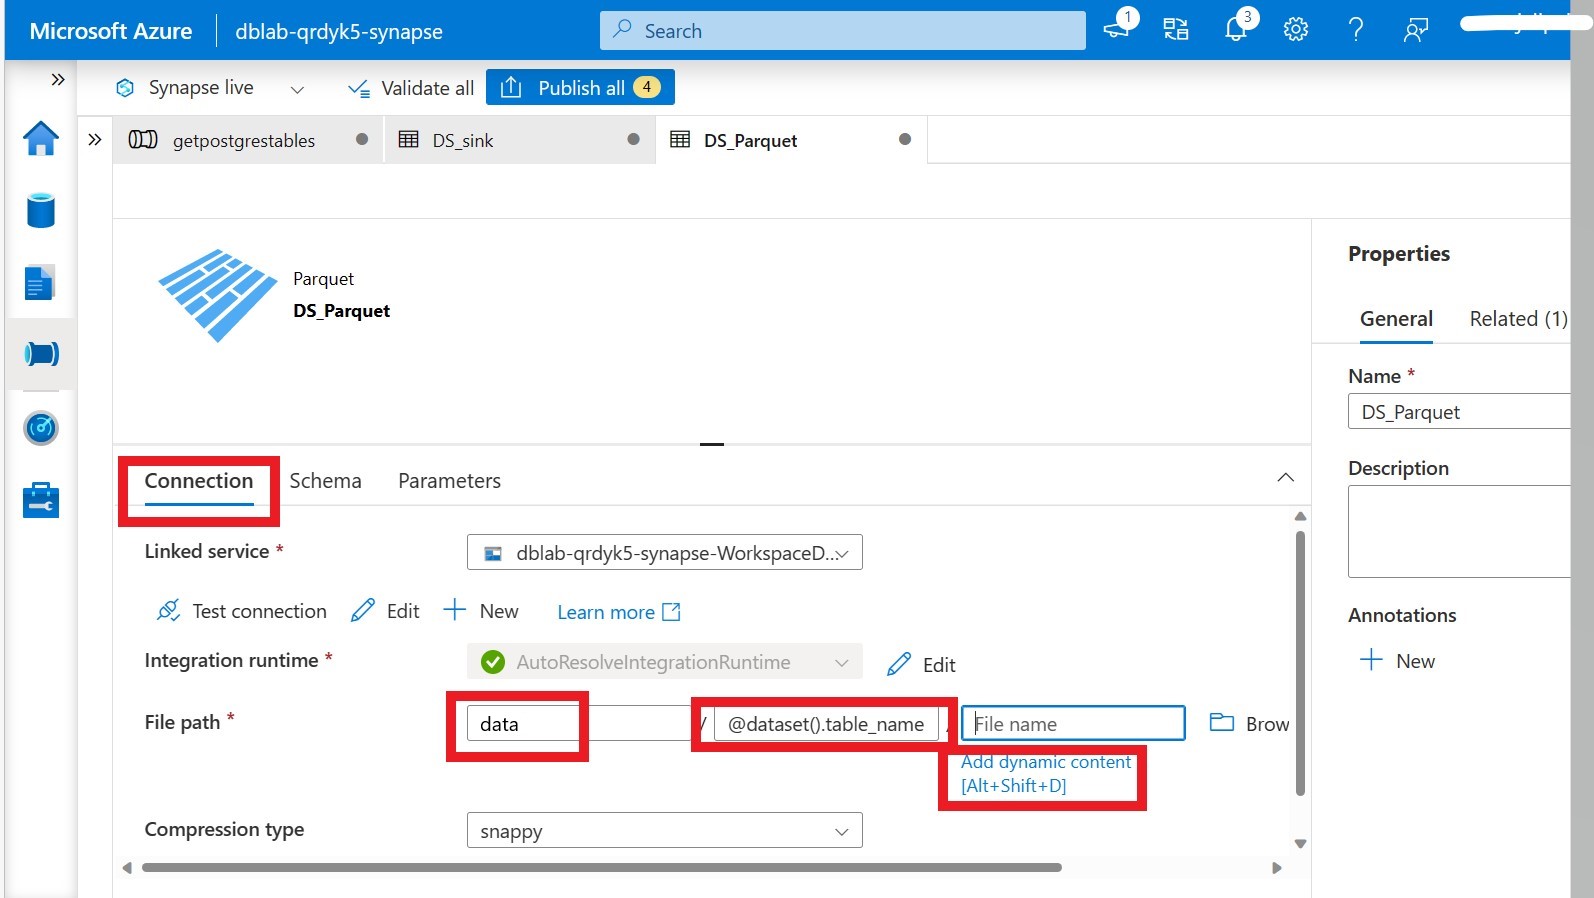 Microsoft Azure
dblab-qrdyk5-synapse
Search
1
3
Synapse live
Validate all
Publish all
4
getpostgrestables
DS_sink
DS_Parquet
Parquet
DS_Parquet
Connection
Schema
Parameters
Linked service *
dblab-qrdyk5-synapse-WorkspaceD...
Test connection
Edit
New
Learn more
Integration runtime *
AutoResolveIntegrationRuntime
Edit
File path *
data
/
@dataset().table_name
File name
Brow
Add dynamic content
[Alt+Shift+D]
Compression type
snappy
Properties
General
Related (1)
Name *
DS_Parquet
Description
Annotations
New